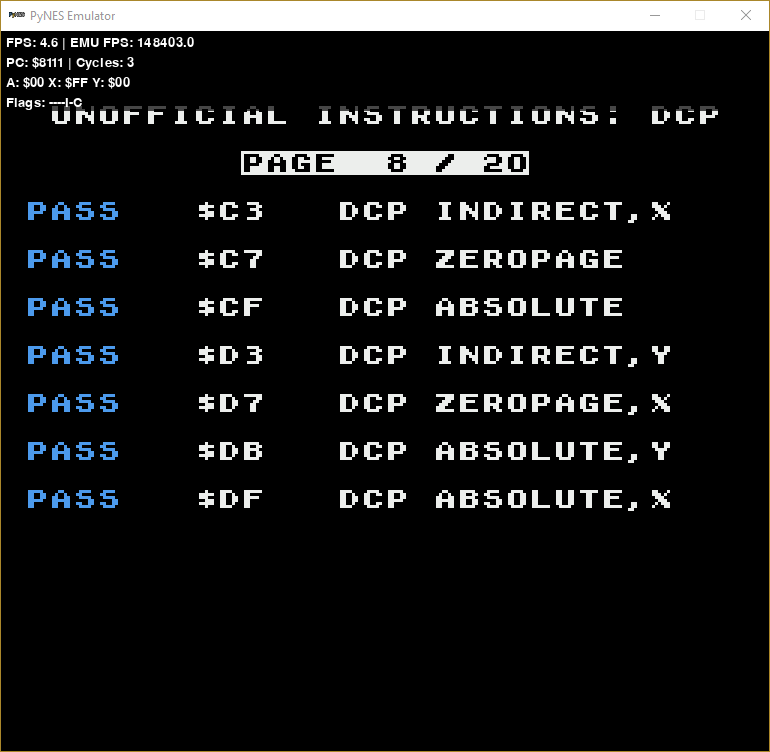 PyNES Emulator
FPS: 4.6 | EMU FPS: 148403.0
PC: $8111 | Cycles: 3
A: $00 X: $FF Y: $00
Flags: ----I-C
UNOFFICIAL INSTRUCTIONS: DCP
PAGE 8 / 20
PASS $C3 DCP INDIRECT,X
PASS $C7 DCP ZEROPAGE
PASS $CF DCP ABSOLUTE
PASS $D3 DCP INDIRECT,Y
PASS $D7 DCP ZEROPAGE,X
PASS $DB DCP ABSOLUTE,Y
PASS $DF DCP ABSOLUTE,X